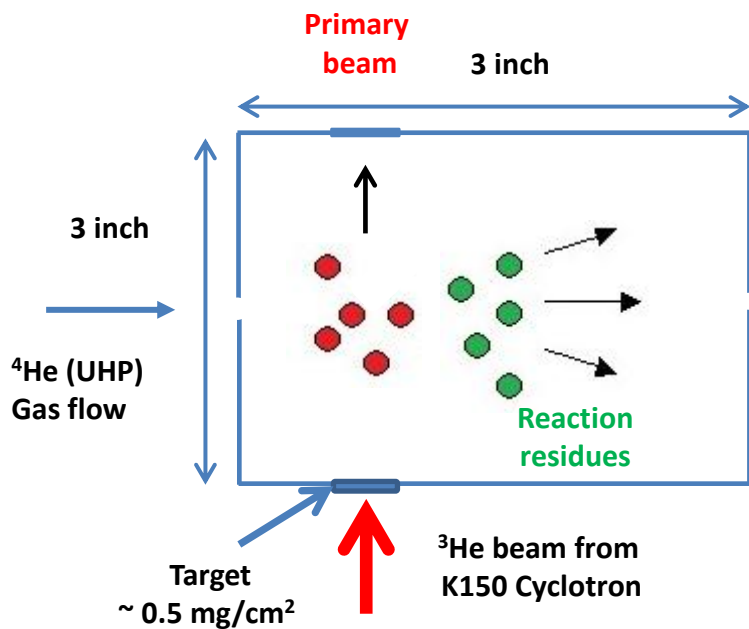 Primary
beam
3 inch
3 inch
⁴He (UHP)
Gas flow
Reaction
residues
Target
~ 0.5 mg/cm²
³He beam from
K150 Cyclotron